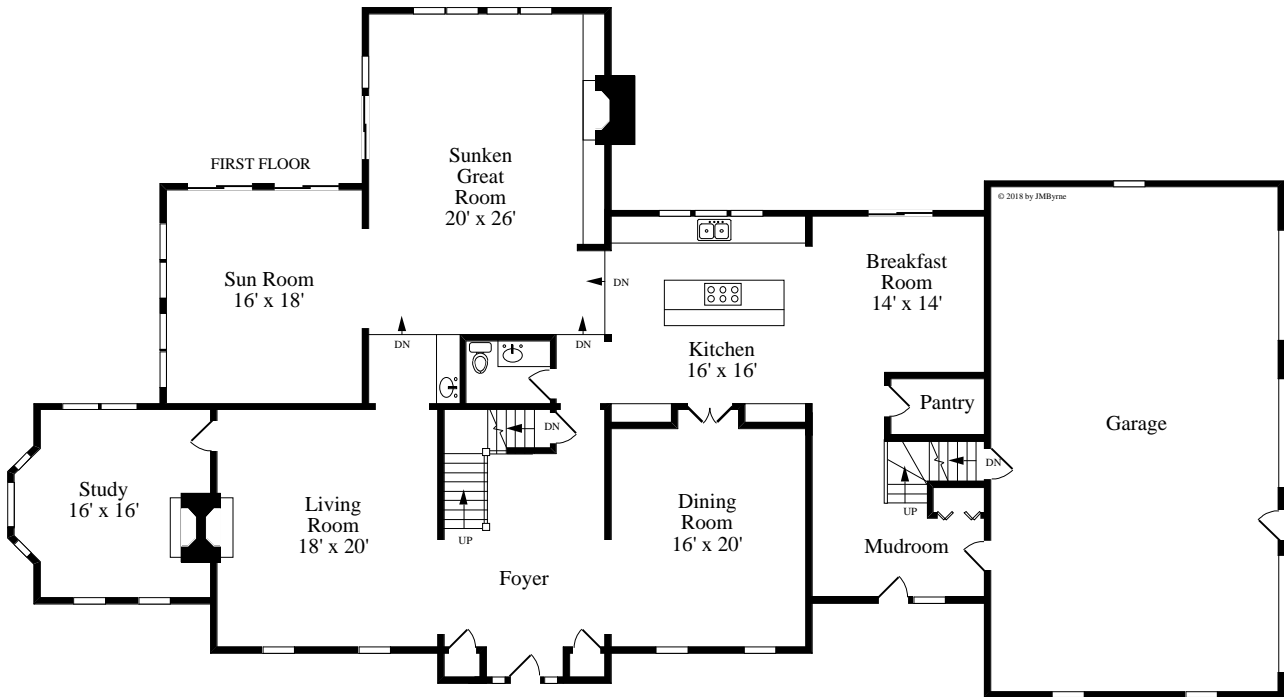 FIRST FLOOR
Sunken
Great
Room
20' x 26'
© 2018 by JMByrne
Sun Room
16' x 18'
DN
Breakfast
Room
14' x 14'
DN
DN
Kitchen
16' x 16'
Pantry
Garage
DN
DN
Study
16' x 16'
Living
Room
18' x 20'
UP
Dining
Room
16' x 20'
UP
Mudroom
Foyer